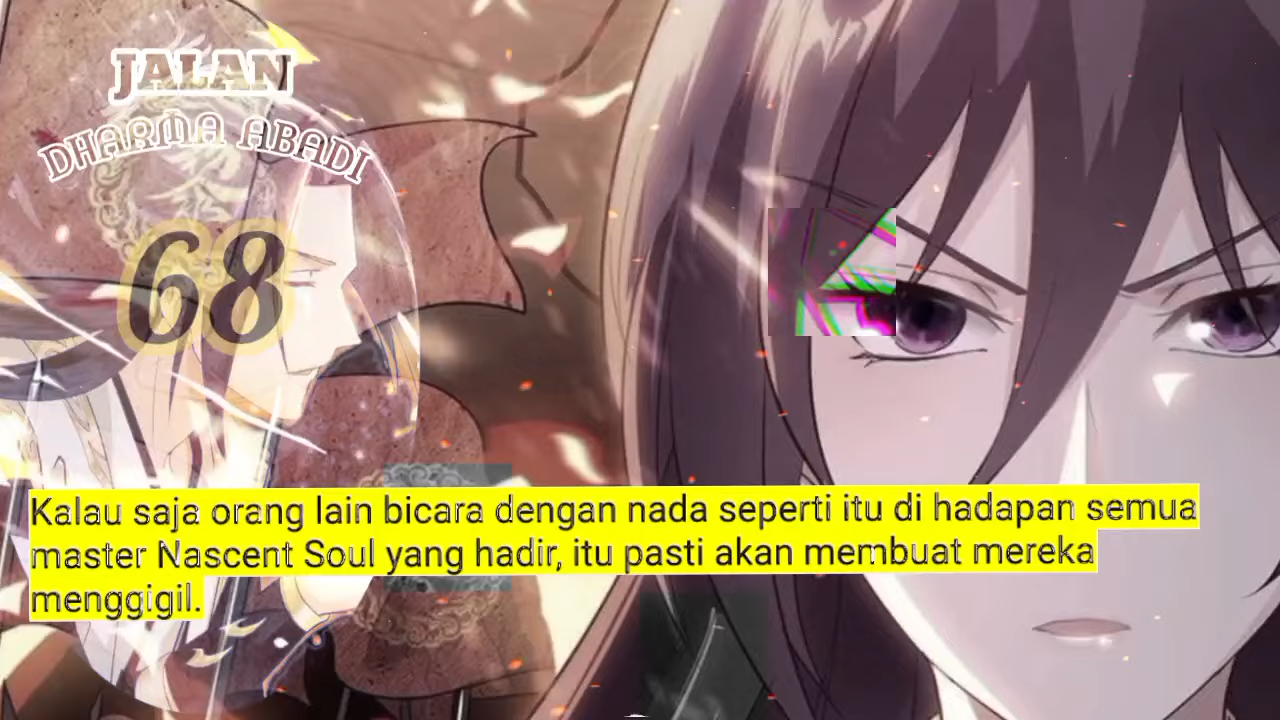 JALAN
DHARMA ABADI
68
Kalau saja orang lain bicara dengan nada seperti itu di hadapan semua
master Nascent Soul yang hadir, itu pasti akan membuat mereka
menggigil.